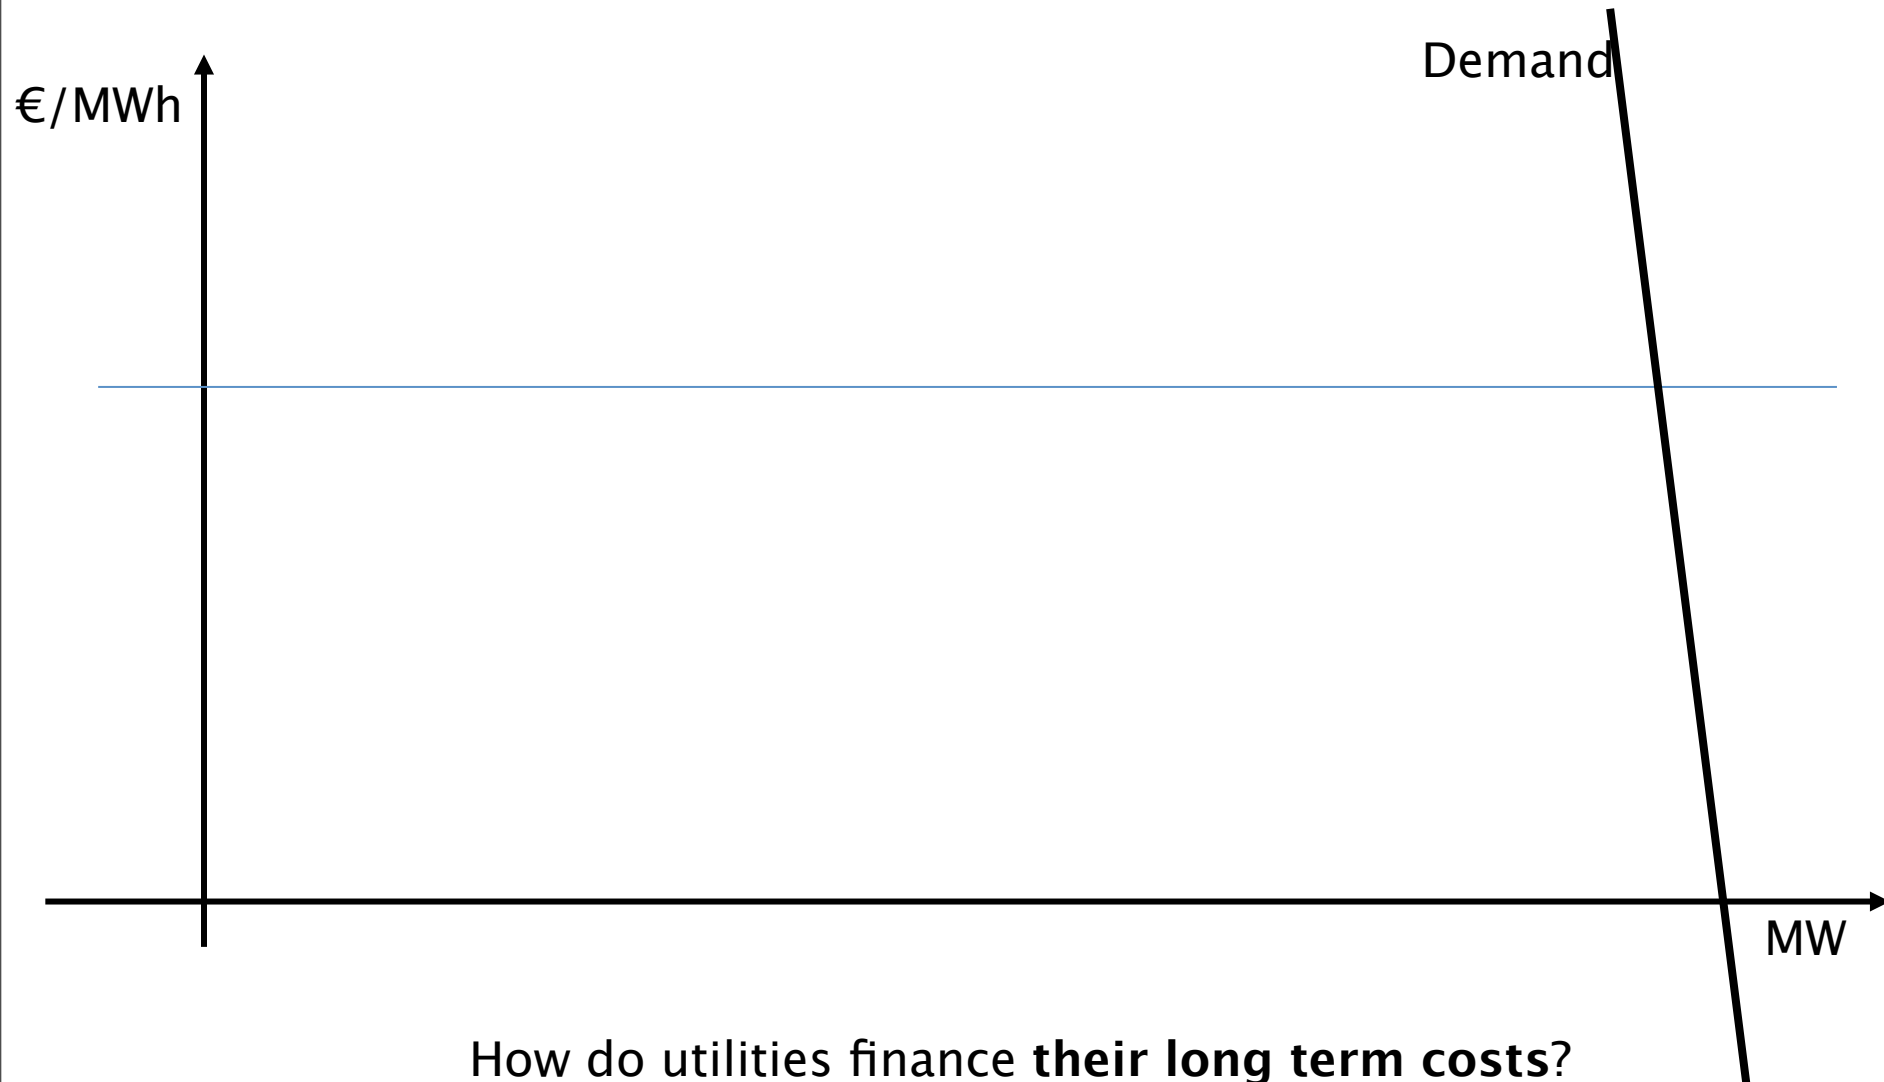 Demand
€/MWh
MW
How do utilities finance their long term costs?